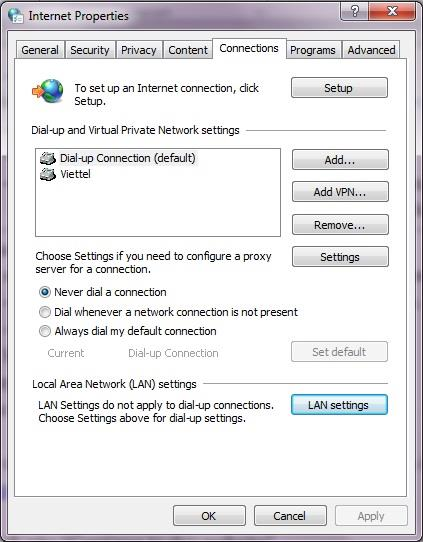 Internet Properties
General Security Privacy Content Connections Programs Advanced
To set up an Internet connection, click
Setup.
Setup
Dial-up and Virtual Private Network settings
Dial-up Connection (default)
Viettel
Add...
Add VPN...
Remove...
Choose Settings if you need to configure a proxy
server for a connection.
Settings
Never dial a connection
Dial whenever a network connection is not present
Always dial my default connection
Current Dial-up Connection
Set default
Local Area Network (LAN) settings
LAN Settings do not apply to dial-up connections.
Choose Settings above for dial-up settings.
LAN settings
OK Cancel Apply